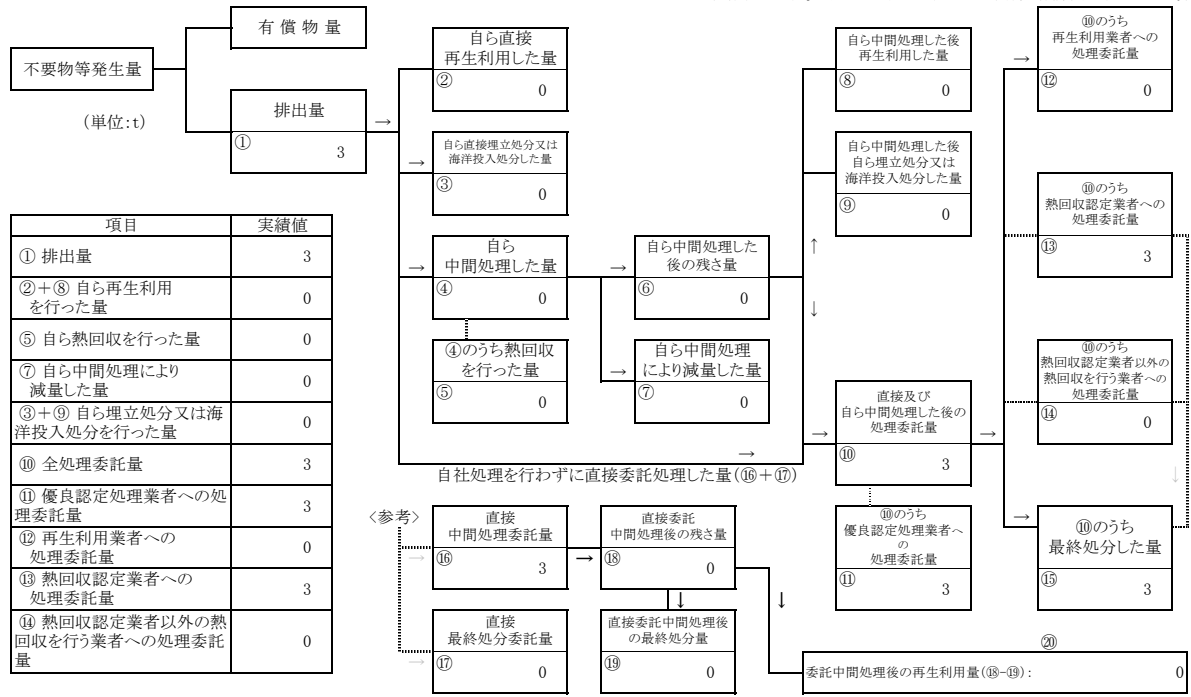 有償物量
不要物等発生量
(単位:t)
排出量
①
3
→
自ら直接
再生利用した量
②
0
→
自ら直接埋立処分又は
海洋投入処分した量
③
0
→
自ら
中間処理した量
④
0
④のうち熱回収
を行った量
⑤
0
→
自ら中間処理した
後の残さ量
⑥
0
→
自ら中間処理
により減量した量
⑦
0
自ら中間処理した後
再生利用した量
⑧
0
自ら中間処理した後
自ら埋立処分又は
海洋投入処分した量
⑨
0
↑
↓
→
自社処理を行わずに直接委託処理した量(⑯+⑰)
→
直接及び
自ら中間処理した後の
処理委託量
⑩
3
→
⑩のうち
優良認定処理業者へ
の
処理委託量
⑪
3
→
⑩のうち
再生利用業者への
処理委託量
⑫
0
⑩のうち
熱回収認定業者への
処理委託量
⑬
3
⑩のうち
熱回収認定業者以外の
熱回収を行う業者への
処理委託量
⑭
0
↓
→
⑩のうち
最終処分した量
⑮
3
項目 実績値
① 排出量 3
②+⑧ 自ら再生利用
を行った量 0
⑤ 自ら熱回収を行った量 0
⑦ 自ら中間処理により
減量した量 0
③+⑨ 自ら埋立処分又は海
洋投入処分を行った量 0
⑩ 全処理委託量 3
⑪ 優良認定処理業者への処
理委託量 3
⑫ 再生利用業者への
処理委託量 0
⑬ 熱回収認定業者への
処理委託量 3
⑭ 熱回収認定業者以外の熱
回収を行う業者への処理委託
量 0
〈参考〉
→
直接
中間処理委託量
⑯
3
→
直接委託
中間処理後の残さ量
⑱
0
→
直接
最終処分委託量
⑰
0
↓
直接委託中間処理後
の最終処分量
⑲
0
↓
⑳
委託中間処理後の再生利用量(⑱-⑲): 0